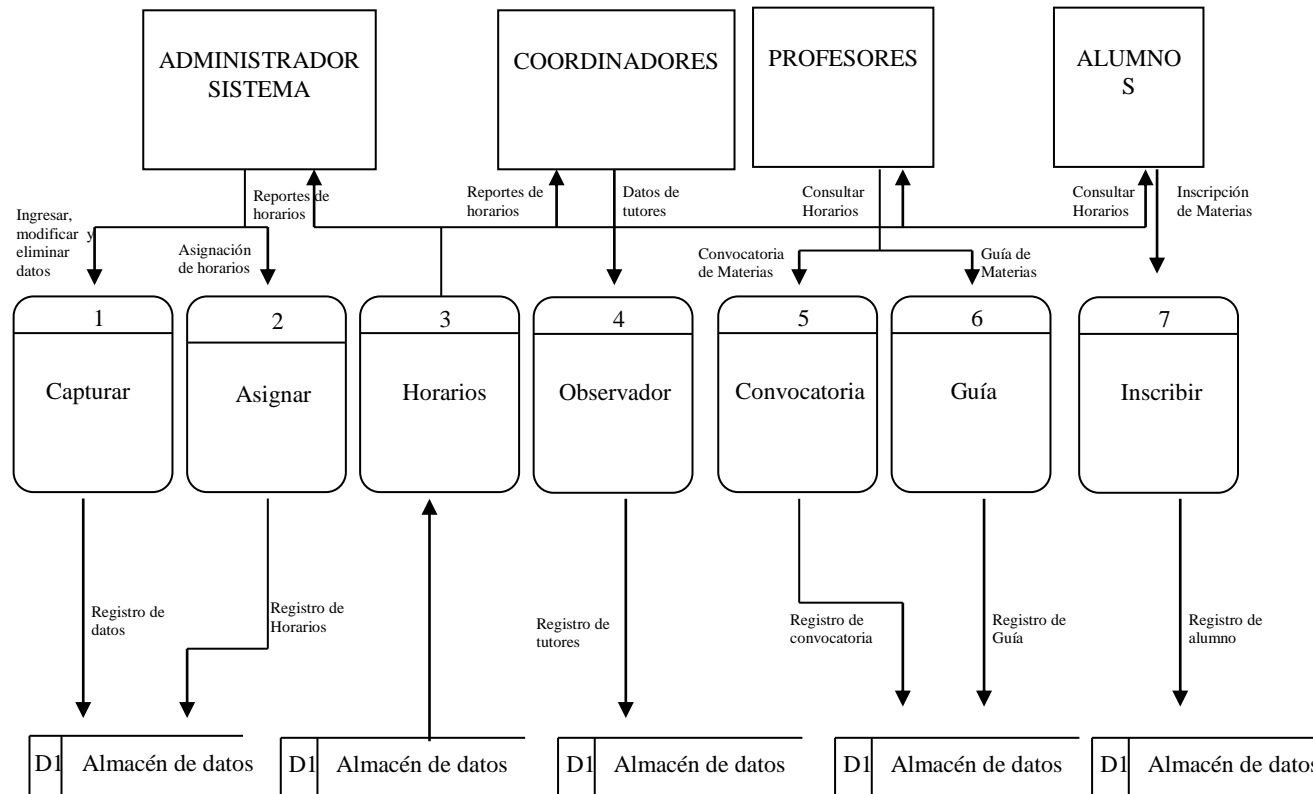 ADMINISTRADOR
SISTEMA
COORDINADORES
PROFESORES
ALUMNO
S
Ingresar,
modificar y
eliminar
datos
Reportes de
horarios
Asignación
de horarios
Reportes de
horarios
Datos de
tutores
Consultar
Horarios
Convocatoria
de Materias
Guía de
Materias
Consultar
Horarios
Inscripción
de Materias
1
Capturar
2
Asignar
3
Horarios
4
Observador
5
Convocatoria
6
Guía
7
Inscribir
Registro de
datos
Registro de
Horarios
Registro de
tutores
Registro de
convocatoria
Registro de
Guía
Registro de
alumno
D1 Almacén de datos
D1 Almacén de datos
D1 Almacén de datos
D1 Almacén de datos
D1 Almacén de datos